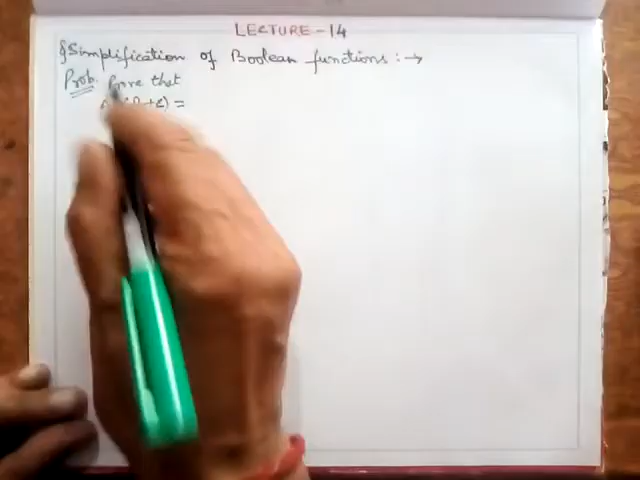 LECTURE-14
§ Simplification of Boolean functions :→
Prob. Prove that
+c) =